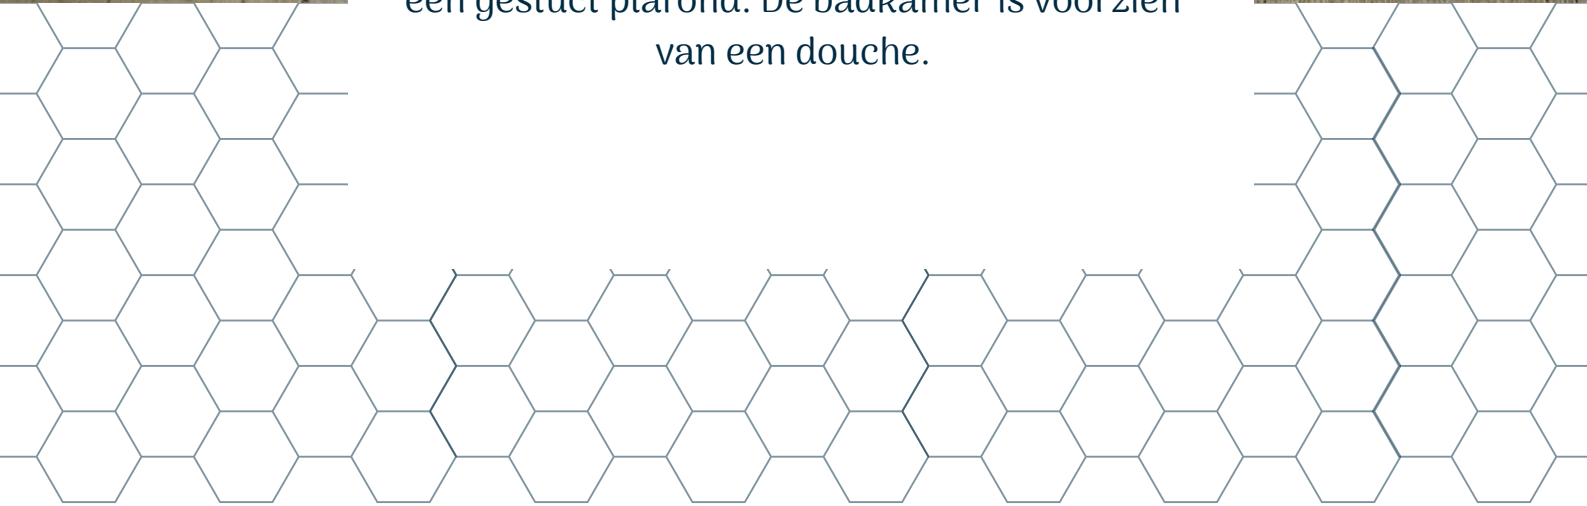 een gestuct plafond. De badkamer is voorzien
van een douche.